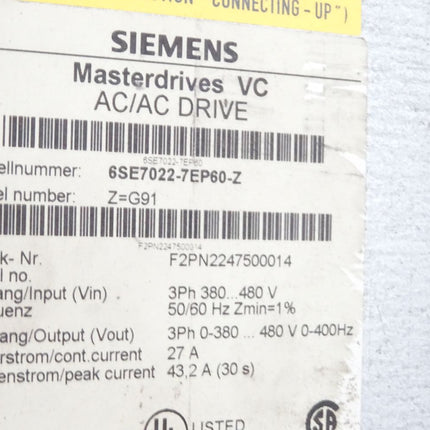 CONNECTING - UP")
SIEMENS
Masterdrives VC
AC/AC DRIVE
6SE7022-7EP60
ellnummer: 6SE7022-7EP60-Z
el number: Z=G91
F2PN2247500014
k- Nr. F2PN2247500014
l no.
ang/Input (Vin) 3Ph 380...480 V
uenz 50/60 Hz Zmin=1%
ang/Output (Vout) 3Ph 0-380 ... 480 V 0-400Hz
rstrom/cont.current 27 A
enstrom/peak current 43,2 A (30 s)
UL LISTED SA